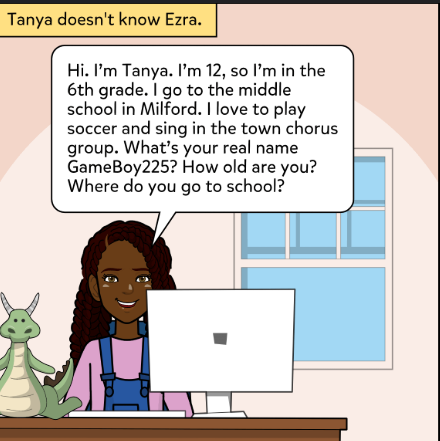 Tanya doesn't know Ezra.
Hi. I'm Tanya. I'm 12, so I'm in the
6th grade. I go to the middle
school in Milford. I love to play
soccer and sing in the town chorus
group. What's your real name
GameBoy225? How old are you?
Where do you go to school?